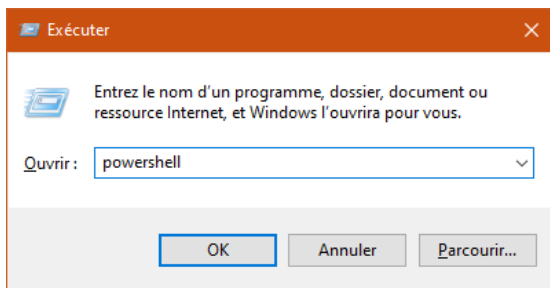 Exécuter
Entrez le nom d’un programme, dossier, document ou
ressource Internet, et Windows l’ouvrira pour vous.
Ouvrir : powershell
OK Annuler Parcourir...